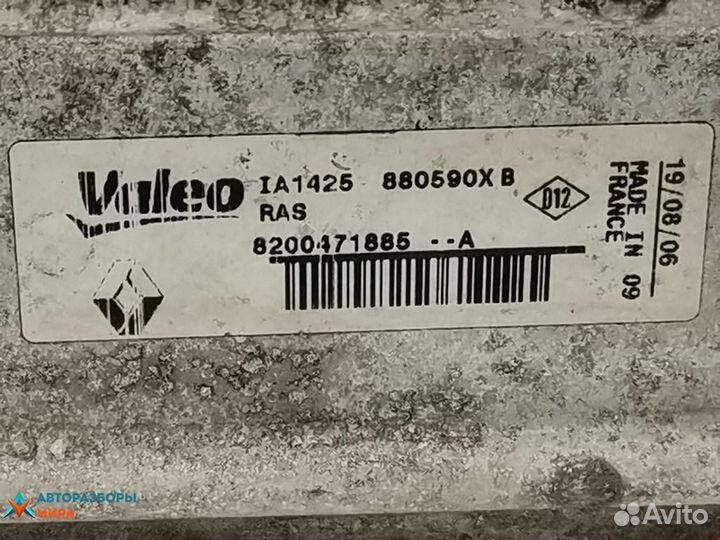 Valeo
IA1425 880590X B
RAS
8200471885 --A
D12
MADE IN 09
FRANCE
19/08/06
АВТОРАЗБОРЫ
МИРА
Avito